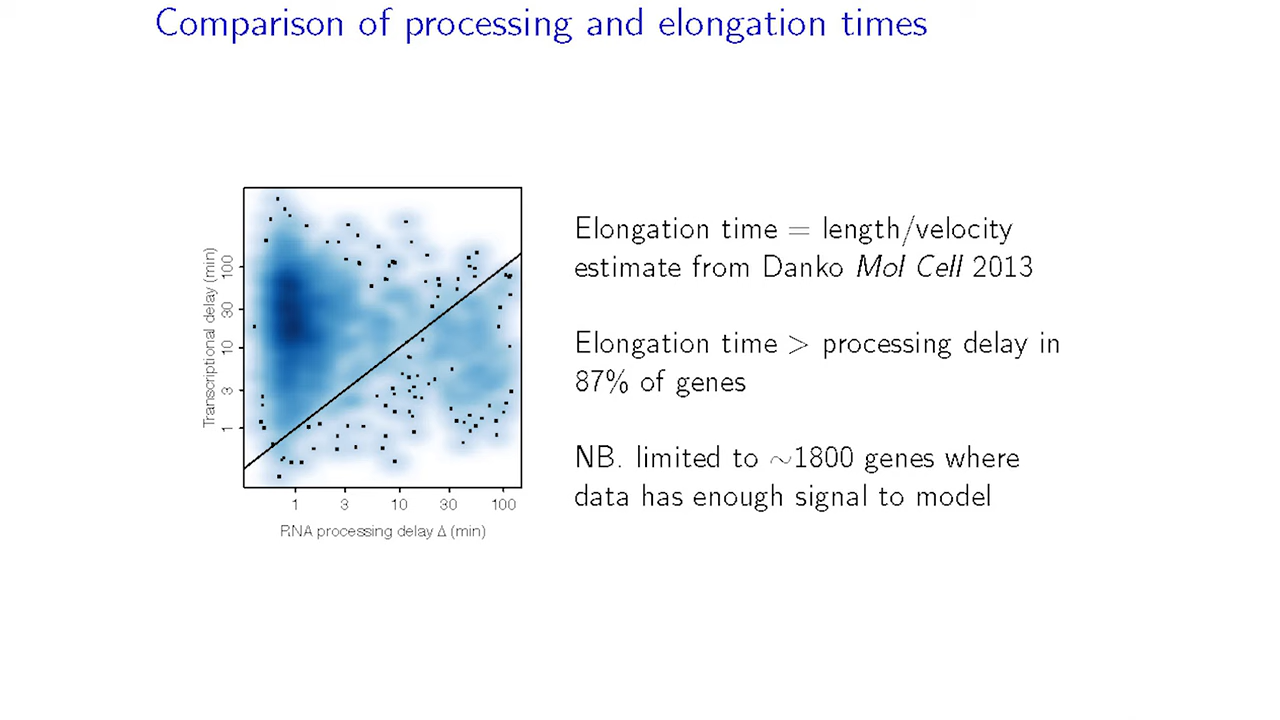 Comparison of processing and elongation times
Transcriptional delay (min)
100
30
10
3
1
1 3 10 30 100
RNA processing delay Δ (min)
Elongation time = length/velocity
estimate from Danko Mol Cell 2013
Elongation time > processing delay in
87% of genes
NB. limited to ~1800 genes where
data has enough signal to model